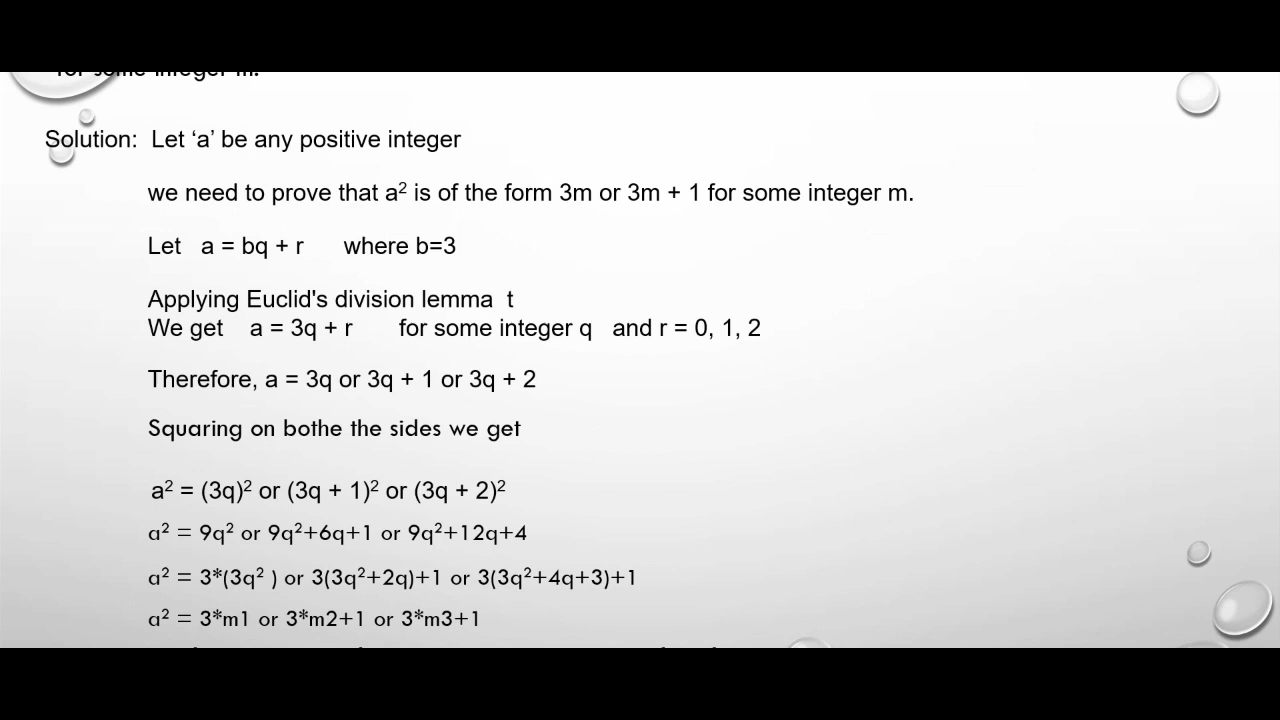 for some integer m.
Solution: Let ‘a’ be any positive integer
we need to prove that a² is of the form 3m or 3m + 1 for some integer m.
Let a = bq + r where b=3
Applying Euclid's division lemma t
We get a = 3q + r for some integer q and r = 0, 1, 2
Therefore, a = 3q or 3q + 1 or 3q + 2
Squaring on bothe the sides we get
a² = (3q)² or (3q + 1)² or (3q + 2)²
a² = 9q² or 9q²+6q+1 or 9q²+12q+4
a² = 3*(3q² ) or 3(3q²+2q)+1 or 3(3q²+4q+3)+1
a² = 3*m1 or 3*m2+1 or 3*m3+1